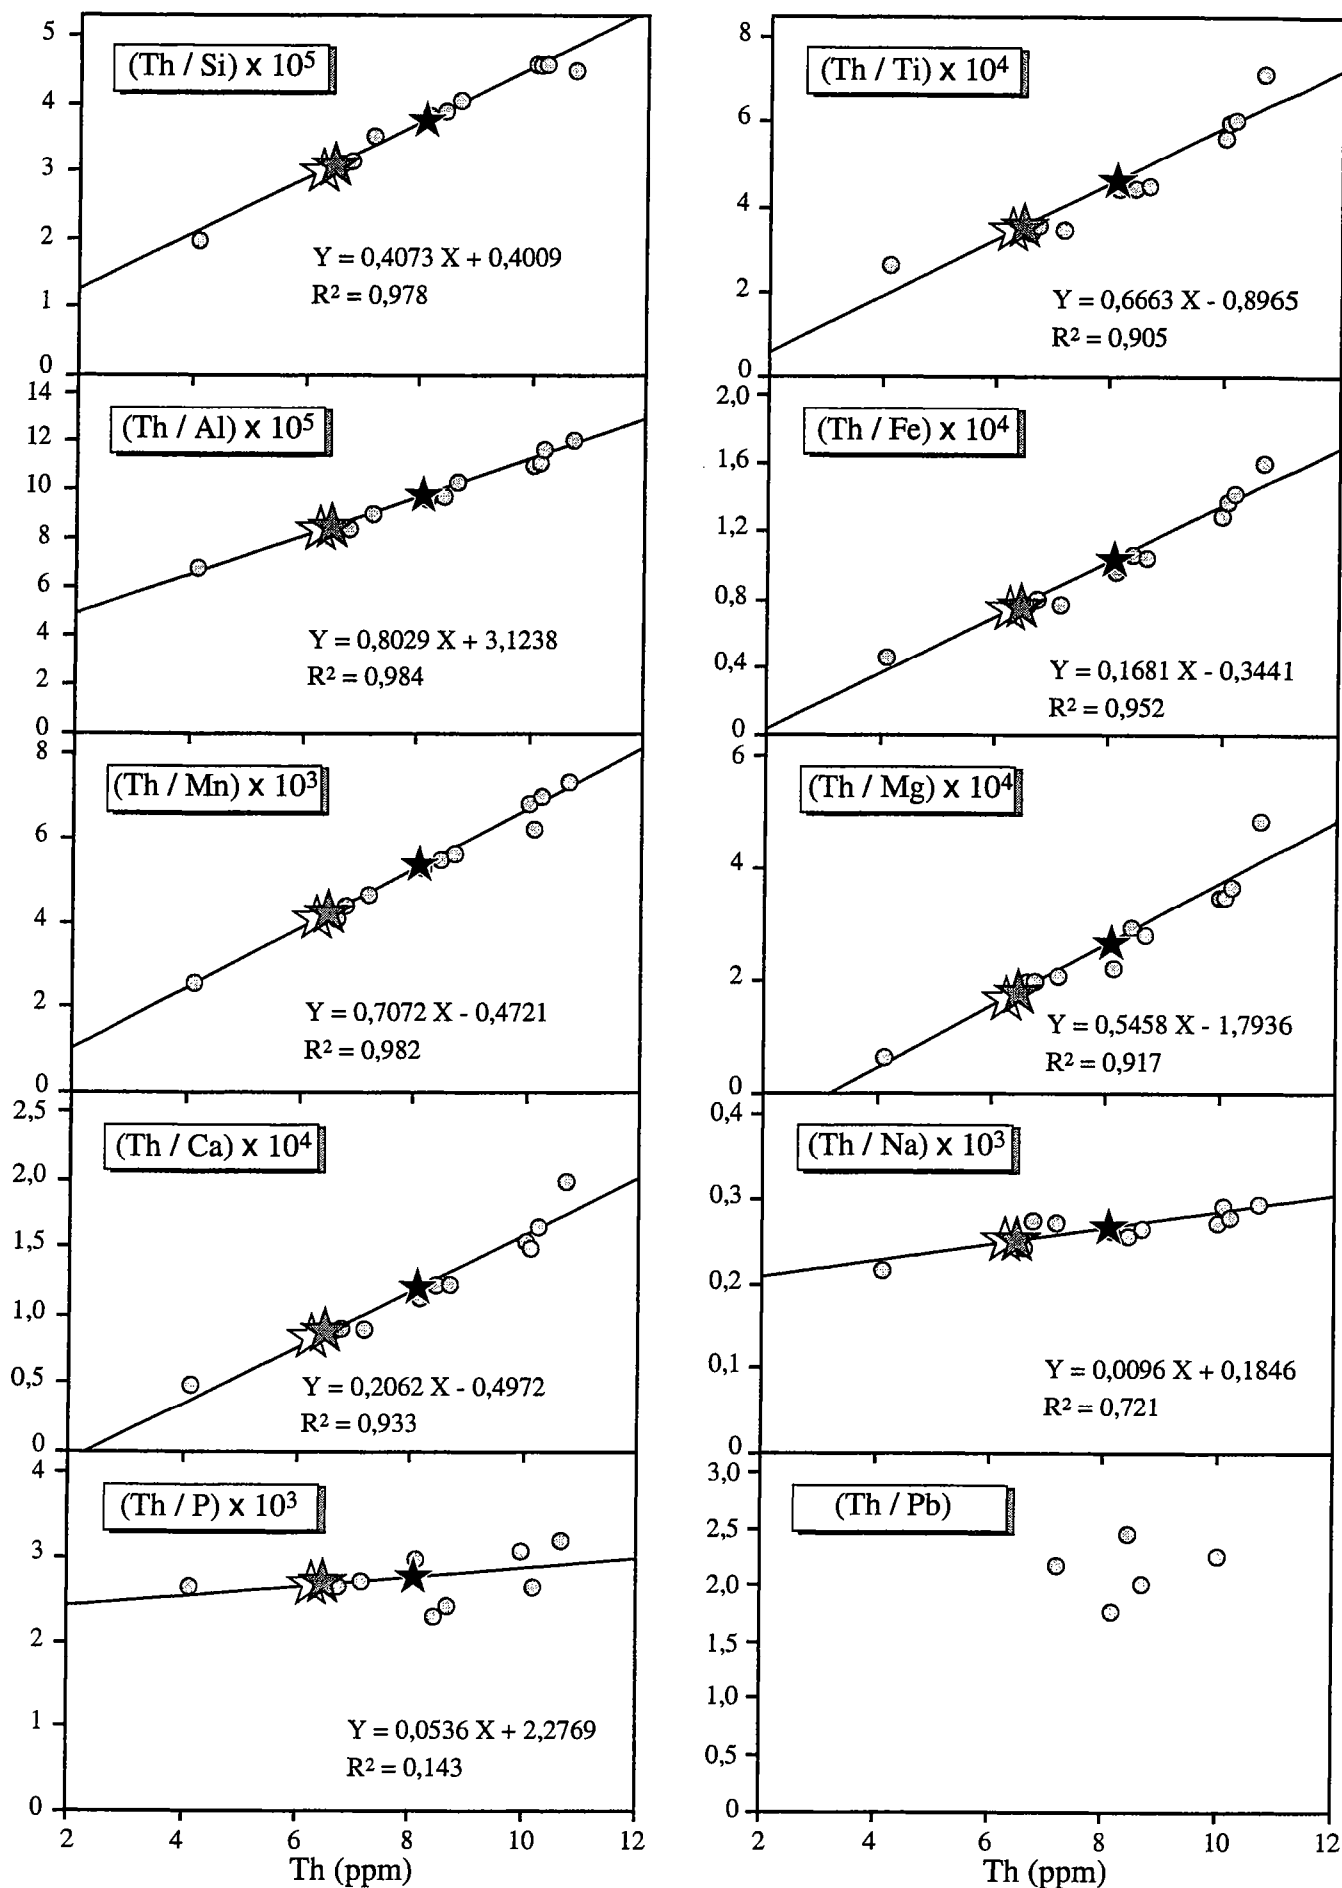 (Th / Si) x 10⁵
5
4
3
2
1
0
Y = 0,4073 X + 0,4009
R² = 0,978
(Th / Ti) x 10⁴
8
6
4
2
0
Y = 0,6663 X - 0,8965
R² = 0,905
(Th / Al) x 10⁵
14
12
10
8
6
4
2
0
Y = 0,8029 X + 3,1238
R² = 0,984
(Th / Fe) x 10⁴
2,0
1,6
1,2
0,8
0,4
0
Y = 0,1681 X - 0,3441
R² = 0,952
(Th / Mn) x 10³
8
6
4
2
0
Y = 0,7072 X - 0,4721
R² = 0,982
(Th / Mg) x 10⁴
6
4
2
0
Y = 0,5458 X - 1,7936
R² = 0,917
(Th / Ca) x 10⁴
2,5
2,0
1,5
1,0
0,5
0
Y = 0,2062 X - 0,4972
R² = 0,933
(Th / Na) x 10³
0,4
0,3
0,2
0,1
0
Y = 0,0096 X + 0,1846
R² = 0,721
(Th / P) x 10³
4
3
2
1
0
Y = 0,0536 X + 2,2769
R² = 0,143
2 4 6 8 10 12
Th (ppm)
(Th / Pb)
3,0
2,5
2,0
1,5
1,0
0,5
0
2 4 6 8 10 12
Th (ppm)